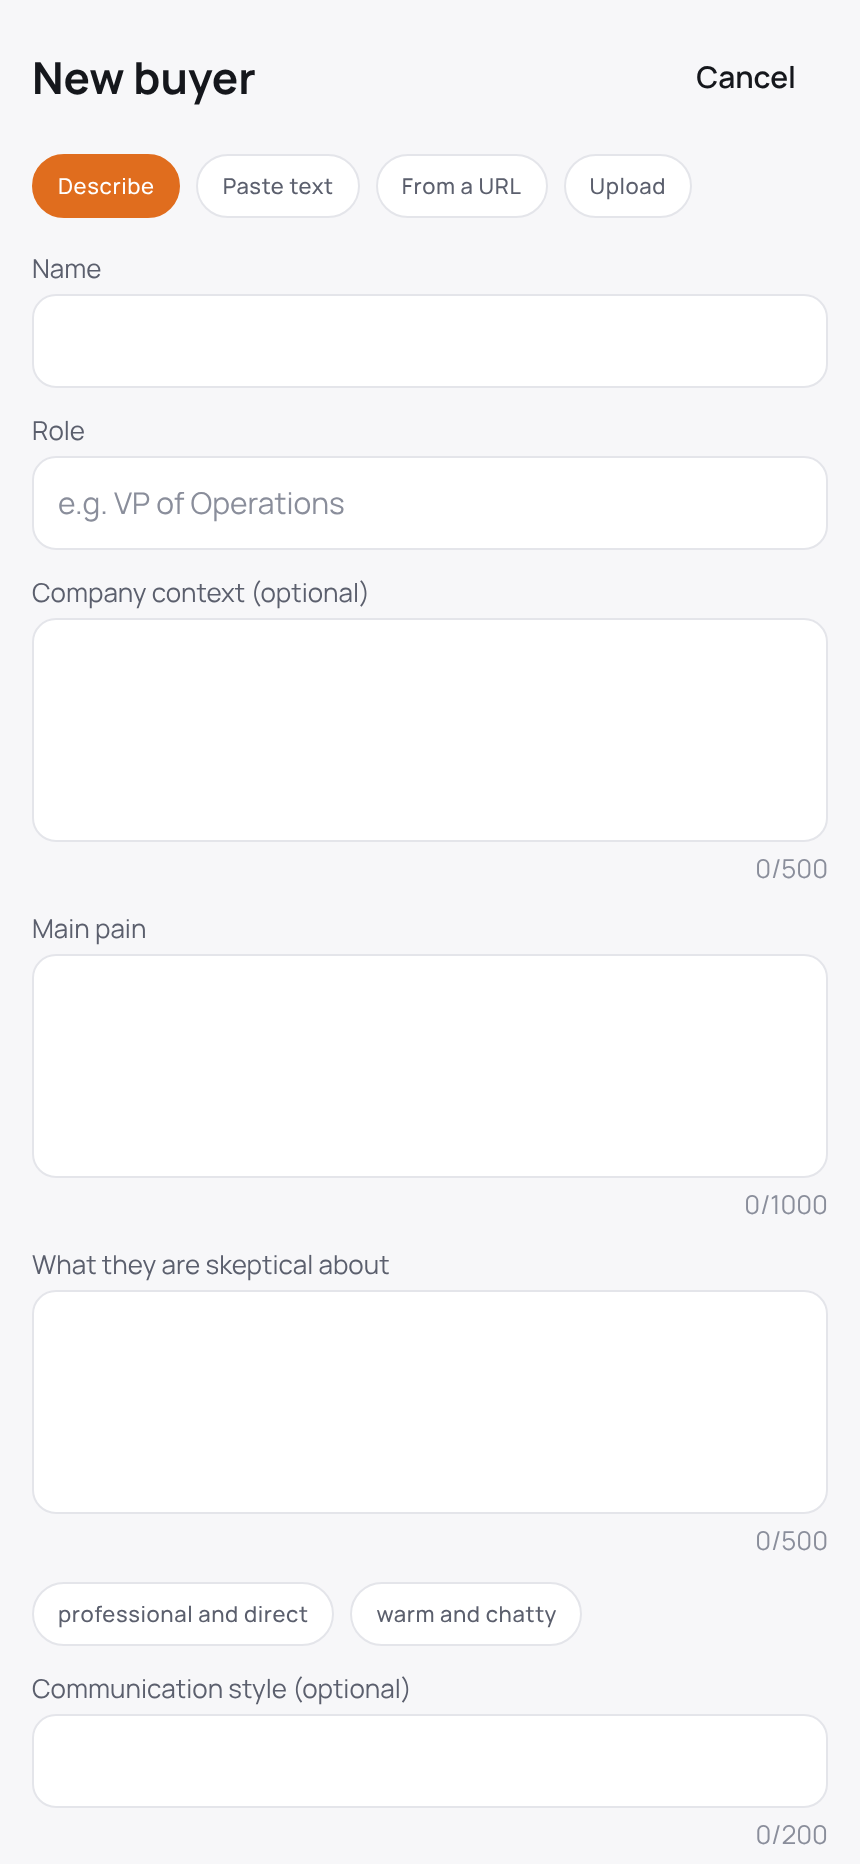 New buyer
Cancel
Describe
Paste text
From a URL
Upload
Name
Role
e.g. VP of Operations
Company context (optional)
0/500
Main pain
0/1000
What they are skeptical about
0/500
professional and direct
warm and chatty
Communication style (optional)
0/200